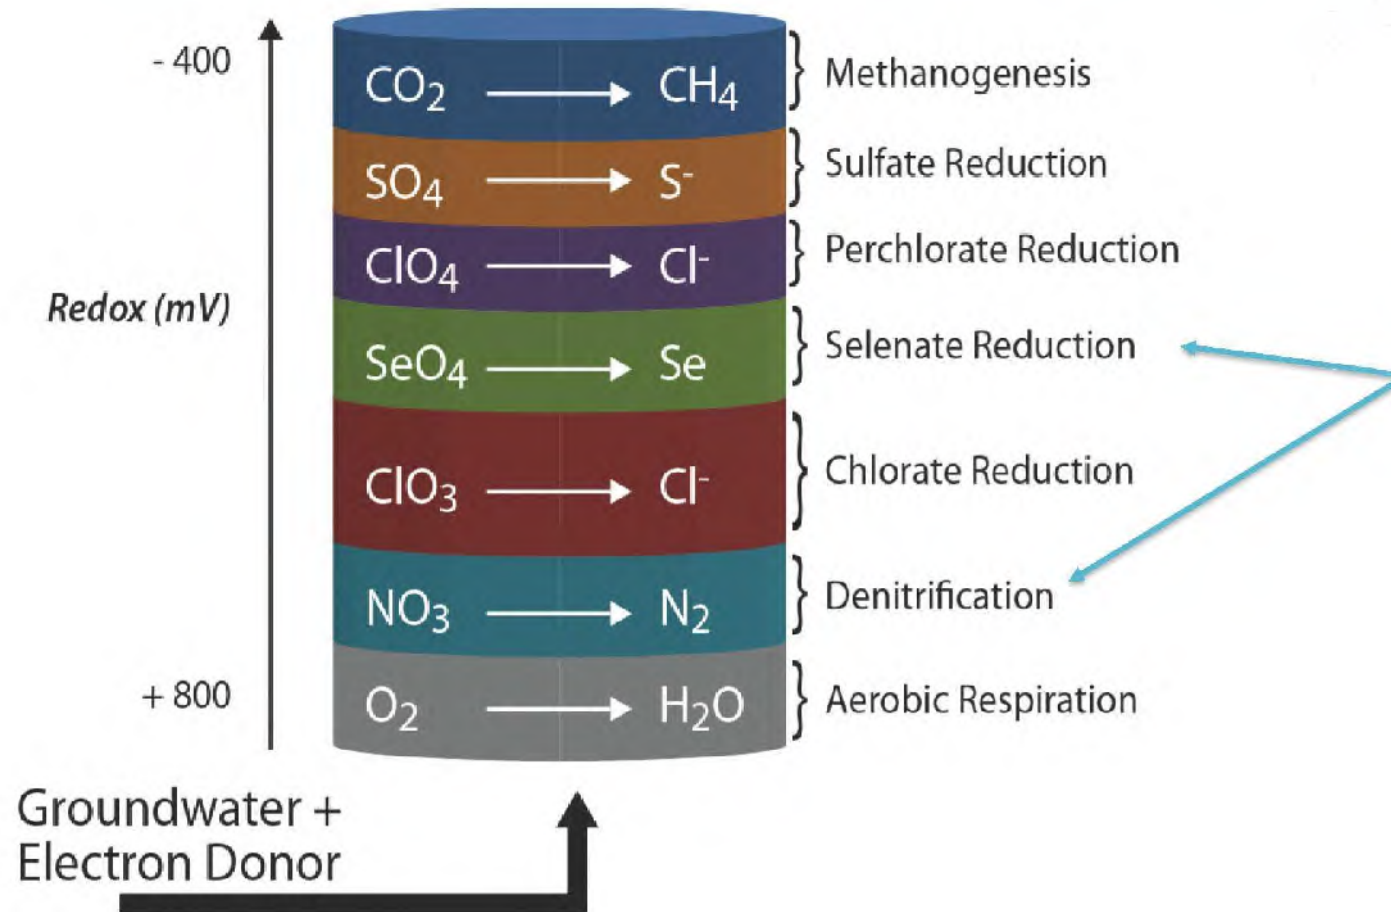 - 400
CO₂ → CH₄
Methanogenesis
SO₄ → S⁻
Sulfate Reduction
ClO₄ → Cl⁻
Perchlorate Reduction
Redox (mV)
SeO₄ → Se
Selenate Reduction
ClO₃ → Cl⁻
Chlorate Reduction
NO₃ → N₂
Denitrification
+ 800
O₂ → H₂O
Aerobic Respiration
Groundwater +
Electron Donor